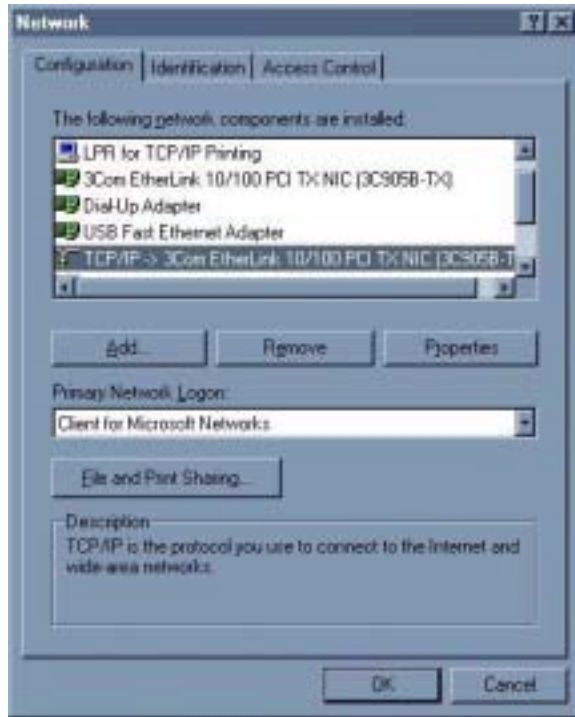 Network
Configuration Identification Access Control
The following network components are installed:
LPR for TCP/IP Printing
3Com EtherLink 10/100 PCI TX NIC (3C905B-TX)
Dial-Up Adapter
USB Fast Ethernet Adapter
TCP/IP -> 3Com EtherLink 10/100 PCI TX NIC (3C905B-T
Add... Remove Properties
Primary Network Logon:
Client for Microsoft Networks
File and Print Sharing...
Description
TCP/IP is the protocol you use to connect to the Internet and
wide-area networks.
OK Cancel